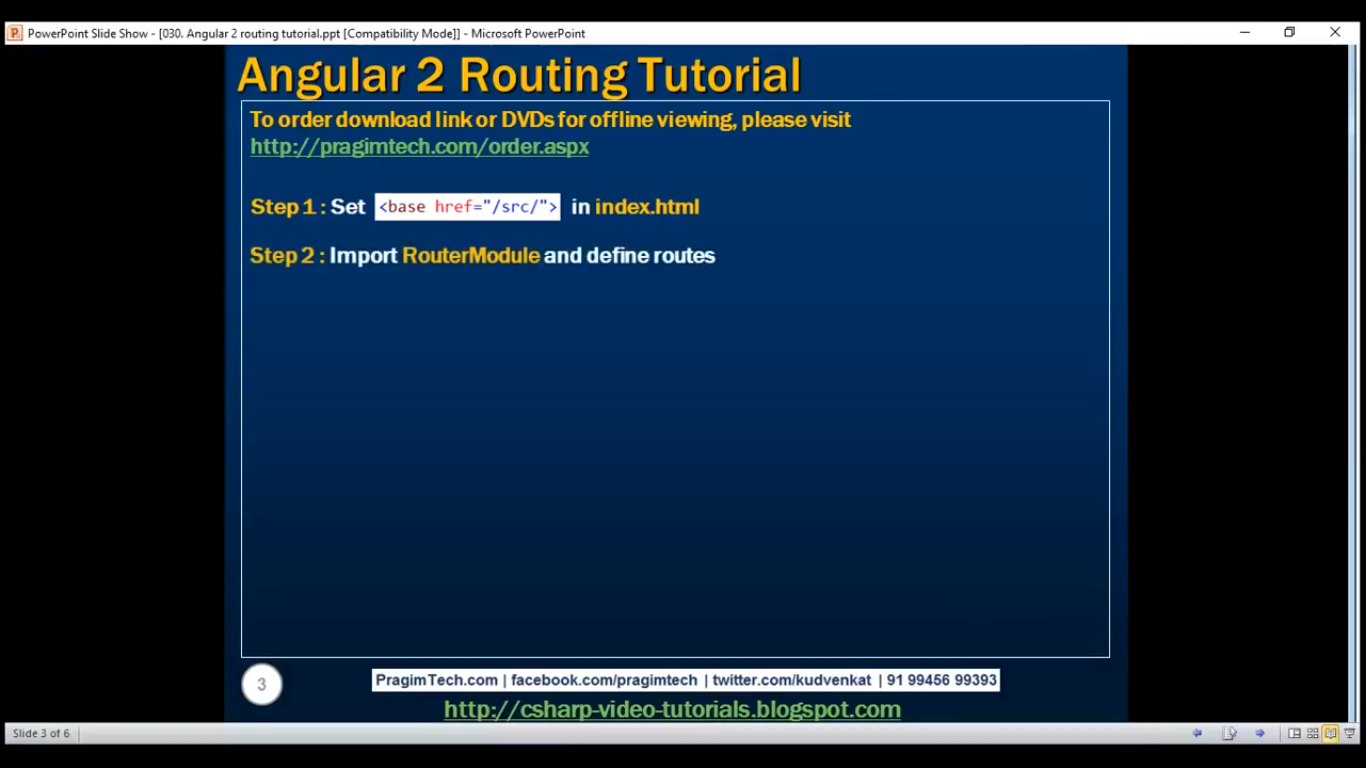 PowerPoint Slide Show - [030. Angular 2 routing tutorial.ppt [Compatibility Mode]] - Microsoft PowerPoint
Angular 2 Routing Tutorial
To order download link or DVDs for offline viewing, please visit
http://pragimtech.com/order.aspx
Step 1 : Set <base href="/src/"> in index.html
Step 2 : Import RouterModule and define routes
3
PragimTech.com | facebook.com/pragimtech | twitter.com/kudvenkat | 91 99456 99393
http://csharp-video-tutorials.blogspot.com
Slide 3 of 6